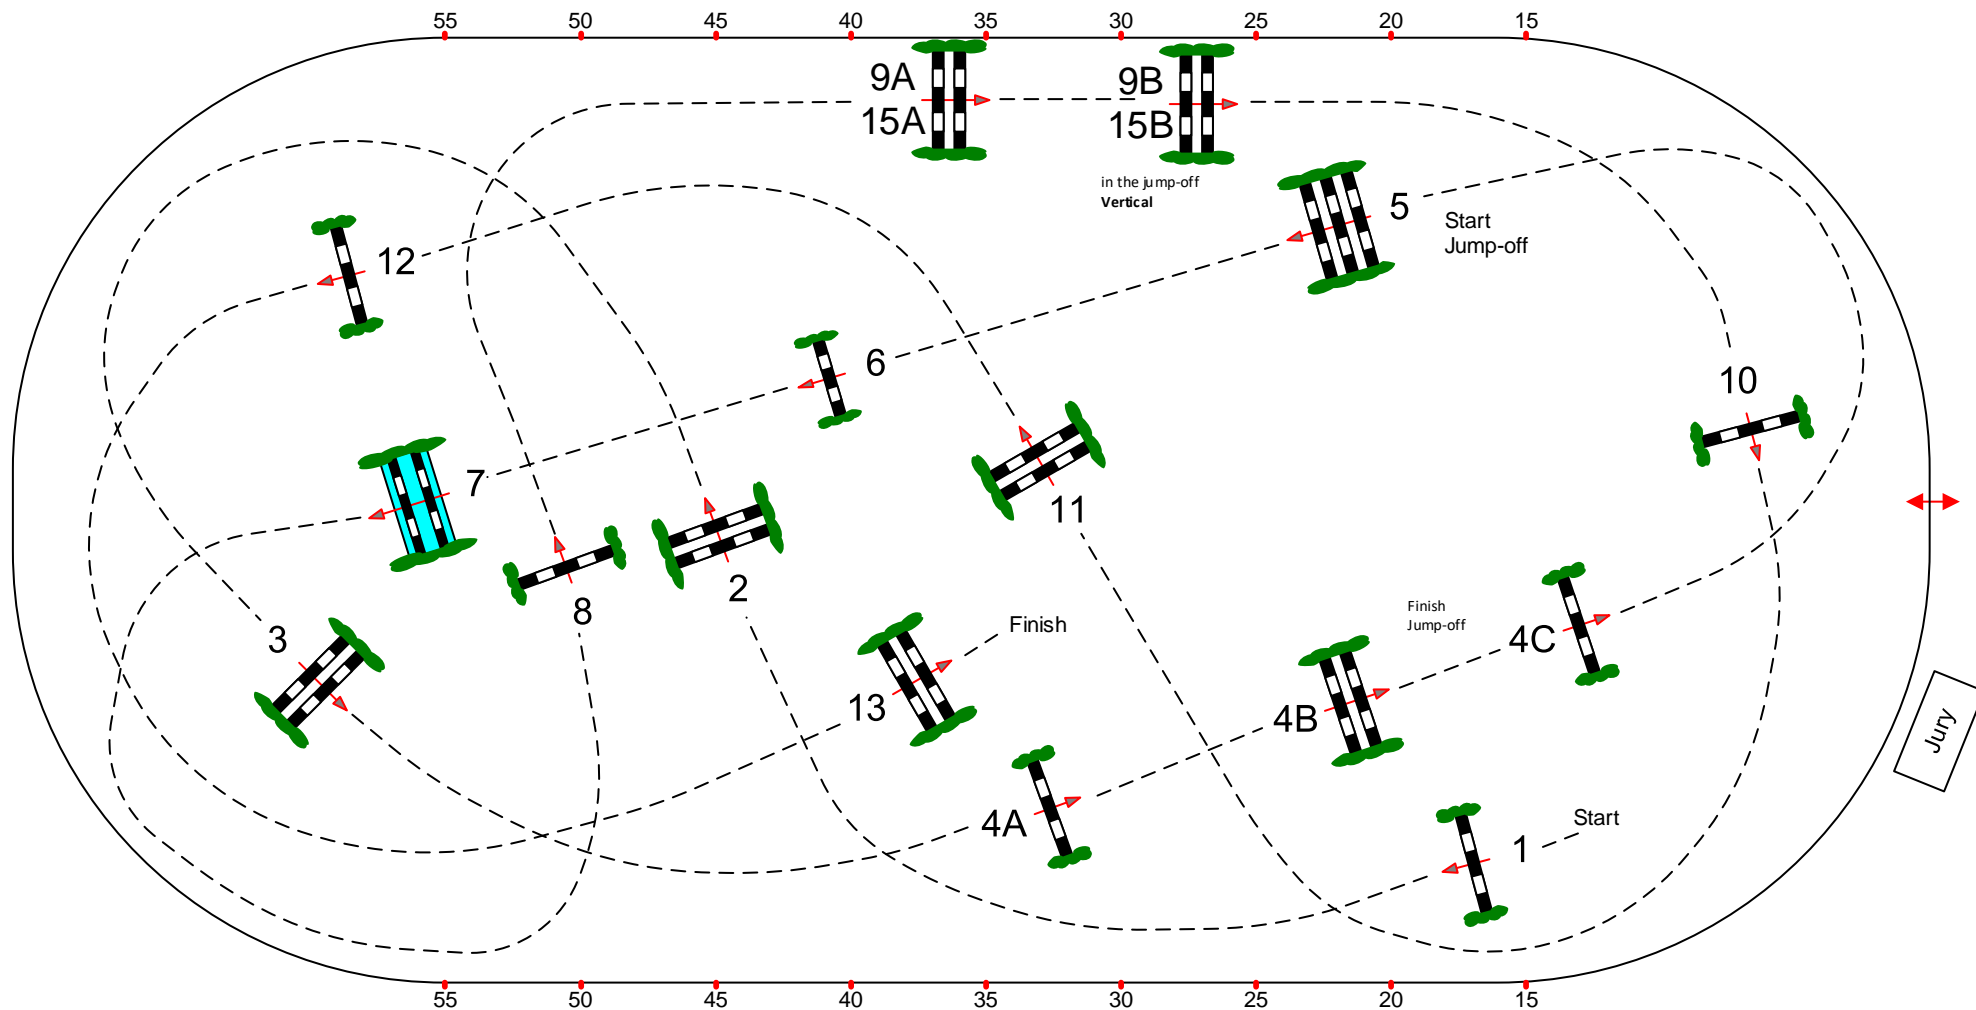 55 50 45 40 35 30 25 20 15
9A
15A
9B
15B
in the jump-off
Vertical
5
Start
Jump-off
12
6
10
7
11
2
8
3
Finish
Finish
Jump-off
4C
13
4B
4A
1
Start
Jury
55 50 45 40 35 30 25 20 15